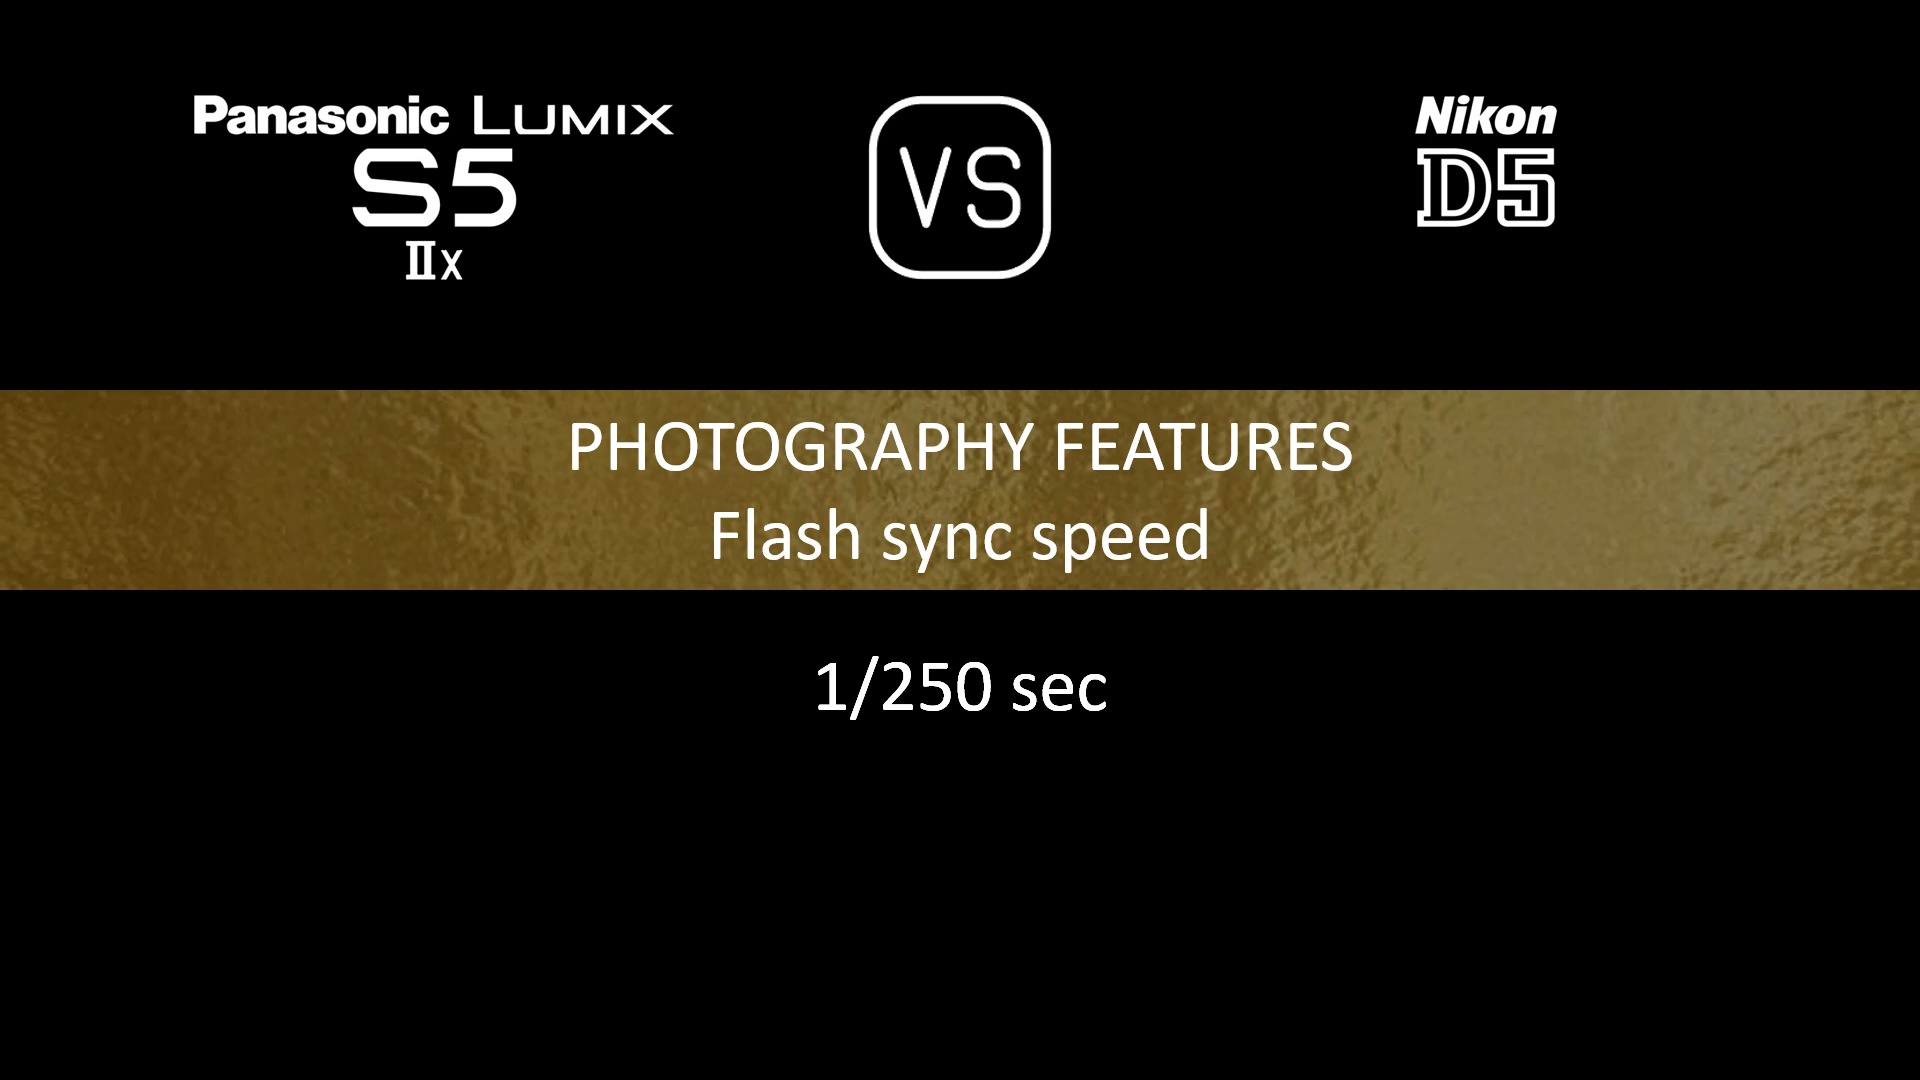 Panasonic LUMIX
S5
IIx
VS
Nikon
D5
PHOTOGRAPHY FEATURES
Flash sync speed
1/250 sec